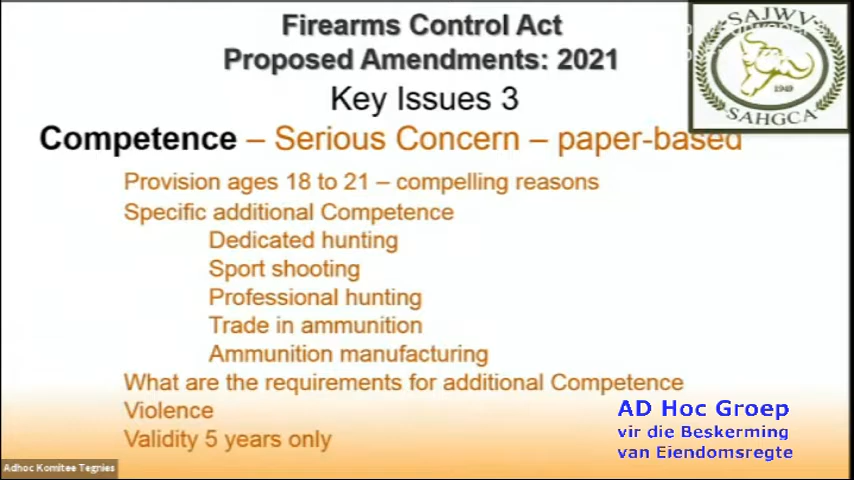 Firearms Control Act
Proposed Amendments: 2021
Key Issues 3
Competence – Serious Concern – paper-based
Provision ages 18 to 21 – compelling reasons
Specific additional Competence
Dedicated hunting
Sport shooting
Professional hunting
Trade in ammunition
Ammunition manufacturing
What are the requirements for additional Competence
Violence
Validity 5 years only
SAJWV
1949
SAHGCA
AD Hoc Groep
vir die Beskerming
van Eiendomsregte
Adhoc Komitee Tegnies